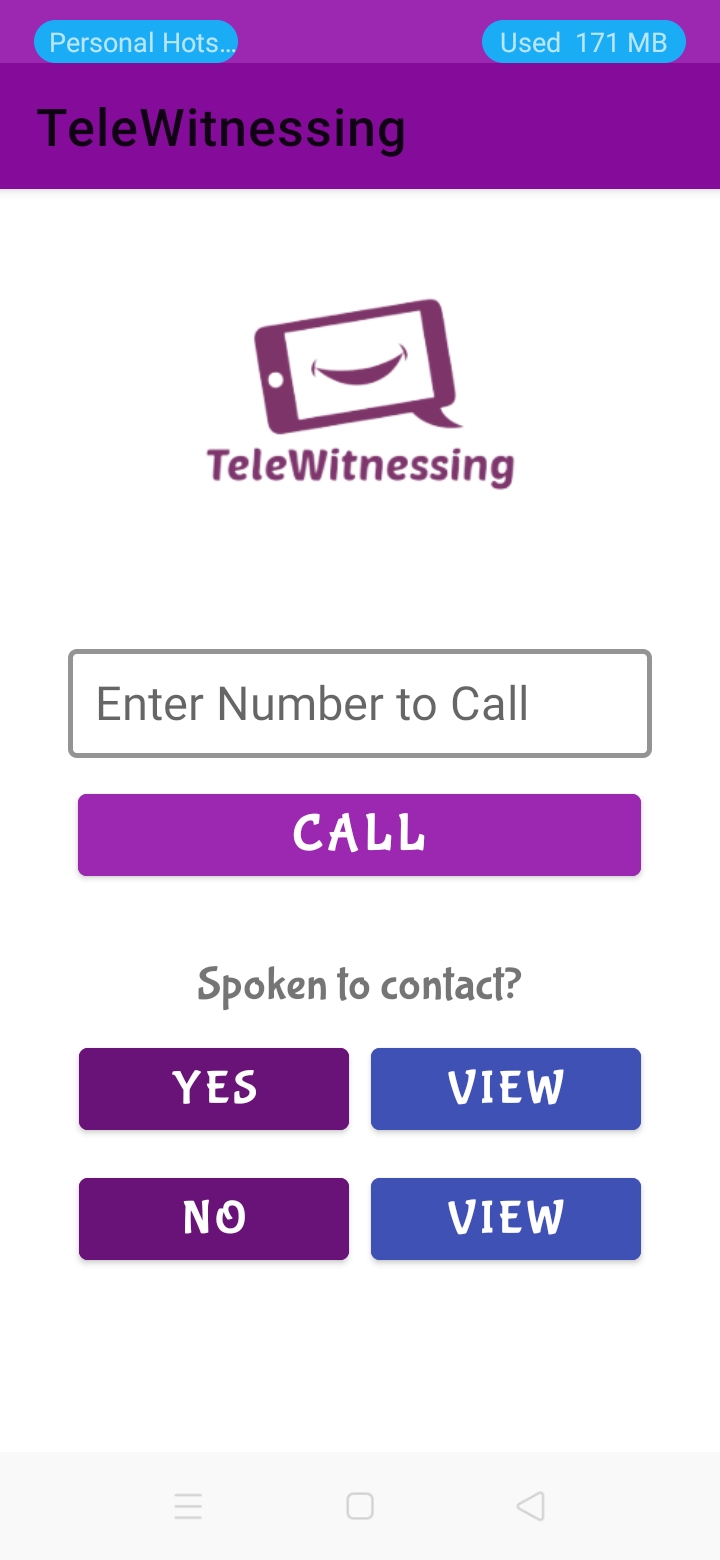 Personal Hots... Used 171 MB
TeleWitnessing
TeleWitnessing
Enter Number to Call
CALL
Spoken to contact?
YES VIEW
NO VIEW